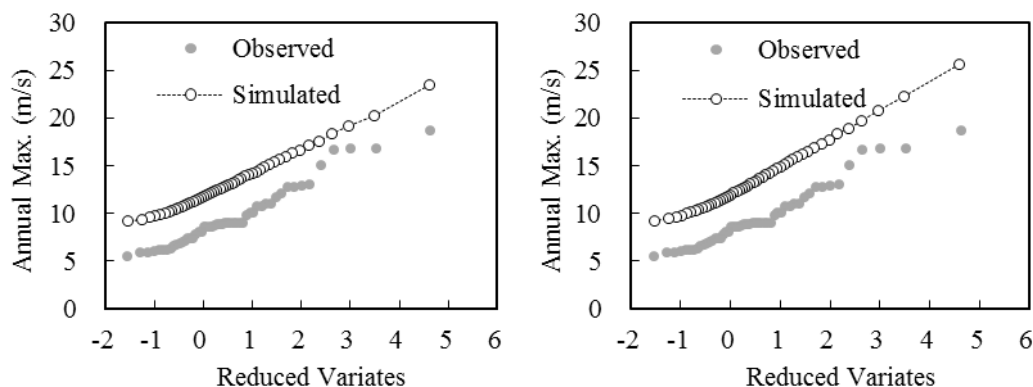 30
25
20
15
10
5
0
Annual Max. (m/s)
Observed
Simulated
-2 -1 0 1 2 3 4 5 6
Reduced Variates
30
25
20
15
10
5
0
Annual Max. (m/s)
Observed
Simulated
-2 -1 0 1 2 3 4 5 6
Reduced Variates